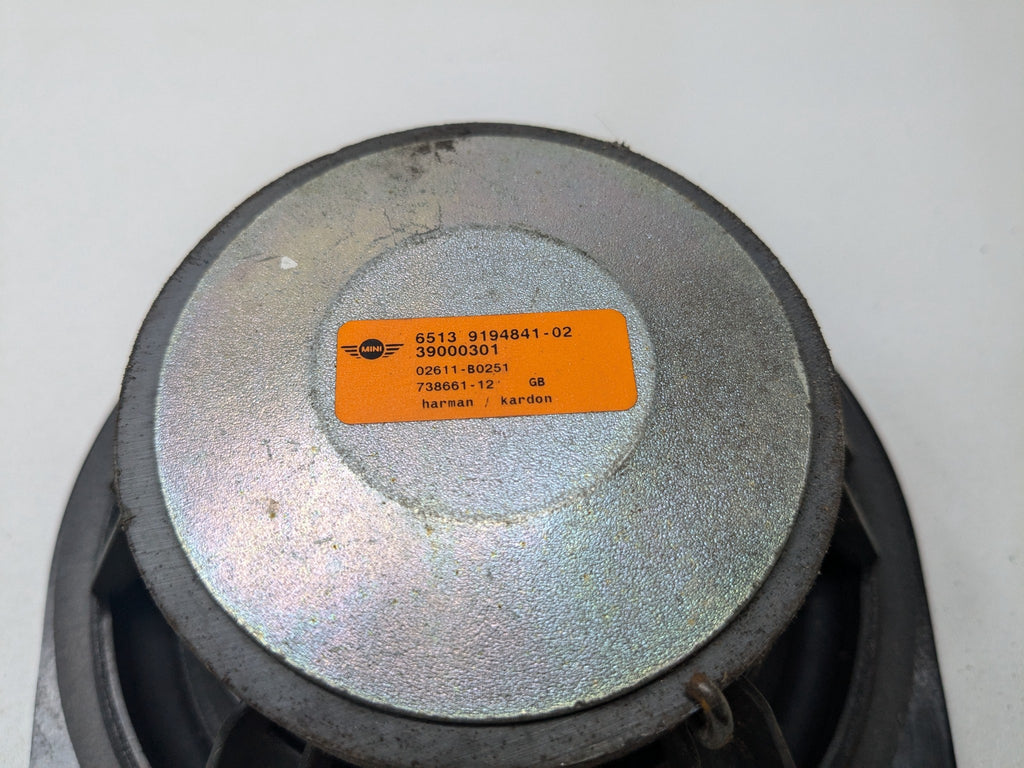 MINI
6513 9194841-02
39000301
02611-B0251
738661-12 GB
harman / kardon